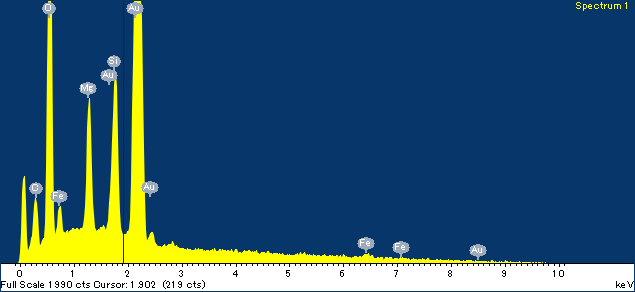 Spectrum 1
O
Au
Si
Au
Mg
C
Fe
Au
Fe
Fe
Au
0 1 2 3 4 5 6 7 8 9 10
Full Scale 1990 cts Cursor: 1.902 (219 cts) keV